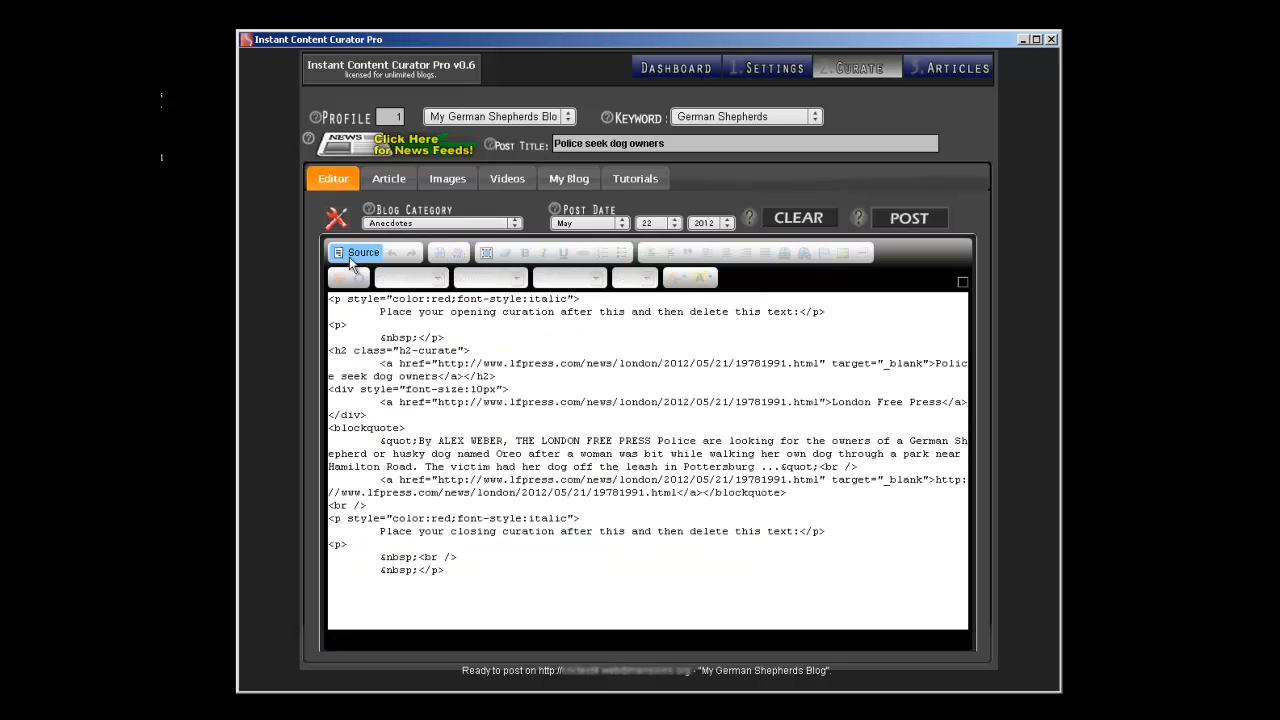 Instant Content Curator Pro
Instant Content Curator Pro v0.6
licensed for unlimited blogs.
DASHBOARD 1. SETTINGS 2. CURATE 3. ARTICLES
PROFILE 1 My German Shepherds Blo KEYWORD: German Shepherds
NEWS Click Here
for News Feeds! POST TITLE: Police seek dog owners
Editor Article Images Videos My Blog Tutorials
BLOG CATEGORY POST DATE
Anecdotes May 22 2012 CLEAR POST
Source
<p style="color:red;font-style:italic">
Place your opening curation after this and then delete this text:</p>
<p>
&nbsp;</p>
<h2 class="h2-curate">
<a href="http://www.lfpress.com/news/london/2012/05/21/19781991.html" target="_blank">Polic
e seek dog owners</a></h2>
<div style="font-size:10px">
<a href="http://www.lfpress.com/news/london/2012/05/21/19781991.html">London Free Press</a>
</div>
<blockquote>
&quot;By ALEX WEBER, THE LONDON FREE PRESS Police are looking for the owners of a German Sh
epherd or husky dog named Oreo after a woman was bit while walking her own dog through a park near
Hamilton Road. The victim had her dog off the leash in Pottersburg ...&quot;<br />
<a href="http://www.lfpress.com/news/london/2012/05/21/19781991.html" target="_blank">http:
//www.lfpress.com/news/london/2012/05/21/19781991.html</a></blockquote>
<br />
<p style="color:red;font-style:italic">
Place your closing curation after this and then delete this text:</p>
<p>
&nbsp;<br />
&nbsp;</p>
Ready to post on http:// - "My German Shepherds Blog".